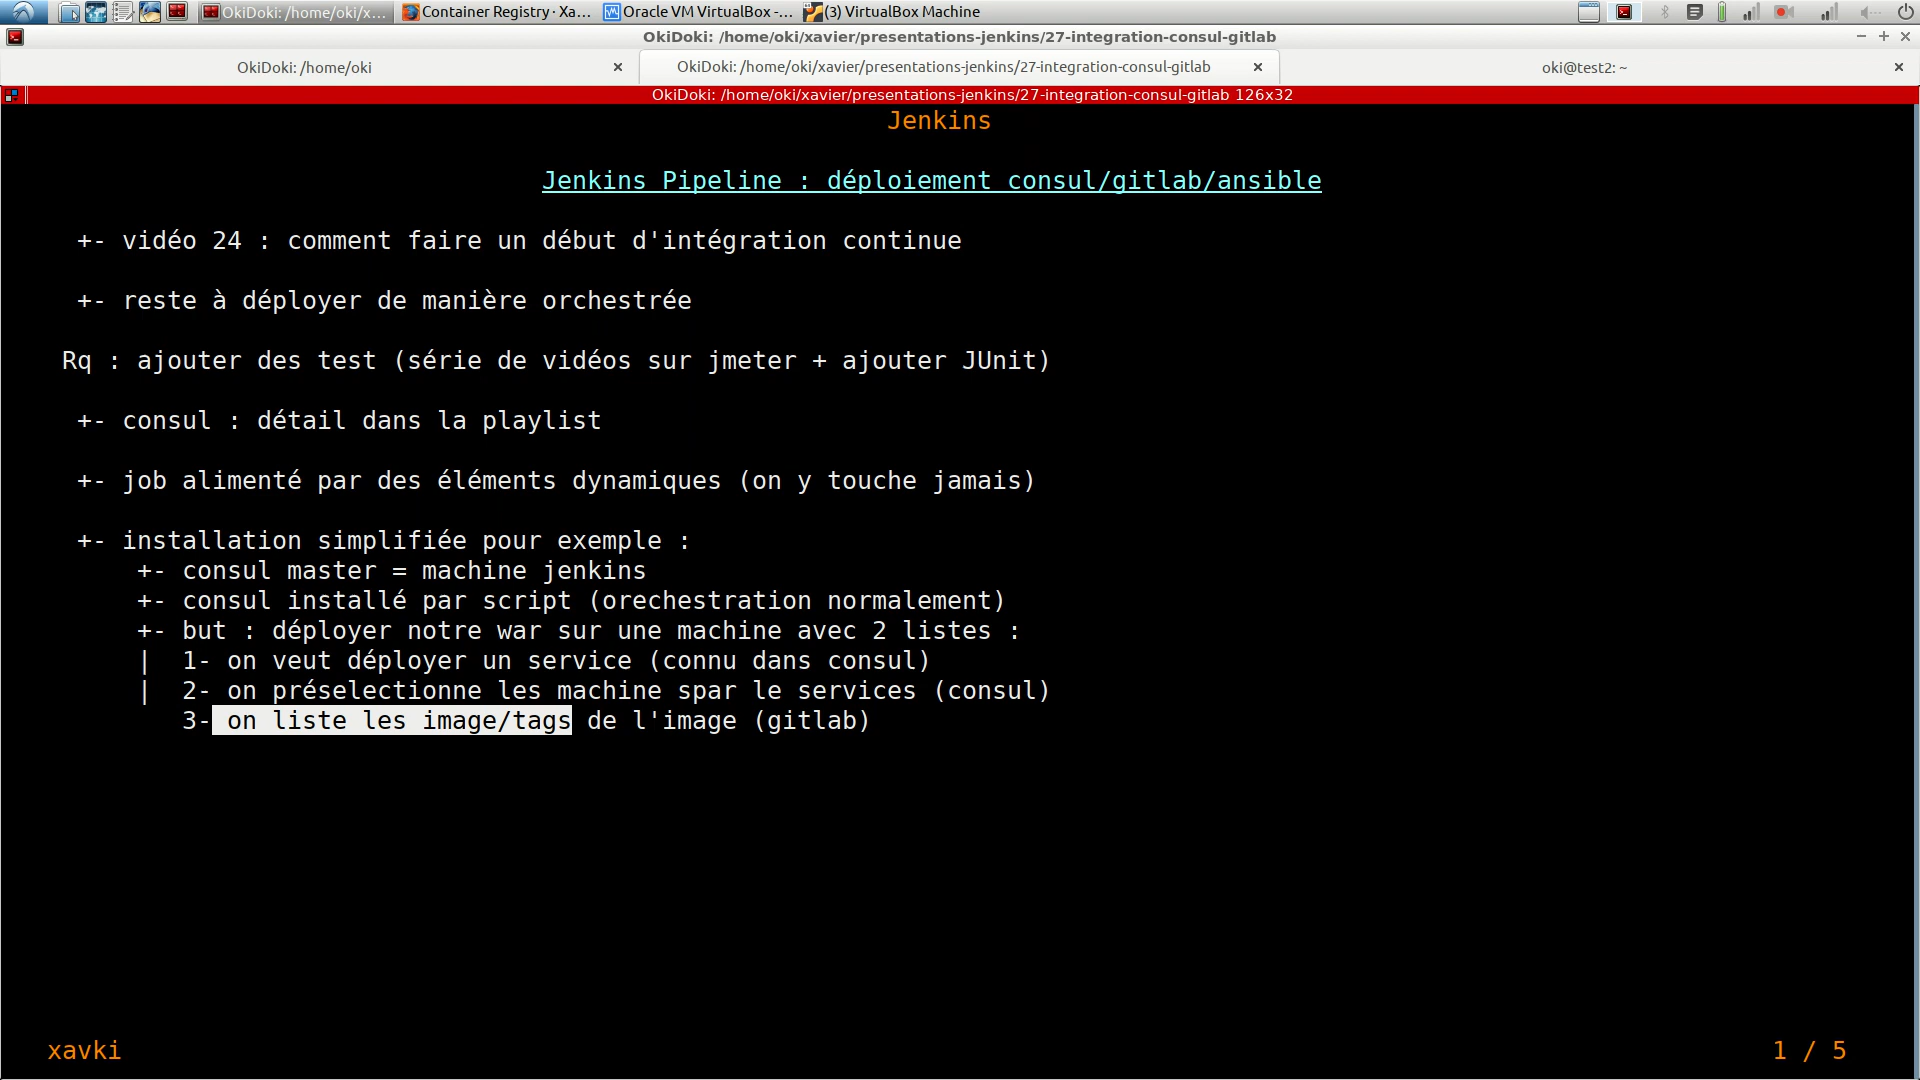 OkiDoki: /home/oki/x...
Container Registry · Xa...
Oracle VM VirtualBox -...
(3) VirtualBox Machine
OkiDoki: /home/oki/xavier/presentations-jenkins/27-integration-consul-gitlab
OkiDoki: /home/oki
OkiDoki: /home/oki/xavier/presentations-jenkins/27-integration-consul-gitlab
oki@test2: ~
OkiDoki: /home/oki/xavier/presentations-jenkins/27-integration-consul-gitlab 126x32
Jenkins
Jenkins Pipeline : déploiement consul/gitlab/ansible
+- vidéo 24 : comment faire un début d'intégration continue
+- reste à déployer de manière orchestrée
Rq : ajouter des test (série de vidéos sur jmeter + ajouter JUnit)
+- consul : détail dans la playlist
+- job alimenté par des éléments dynamiques (on y touche jamais)
+- installation simplifiée pour exemple :
+- consul master = machine jenkins
+- consul installé par script (orechestration normalement)
+- but : déployer notre war sur une machine avec 2 listes :
| 1- on veut déployer un service (connu dans consul)
| 2- on préselectionne les machine spar le services (consul)
3- on liste les image/tags de l'image (gitlab)
xavki
1 / 5